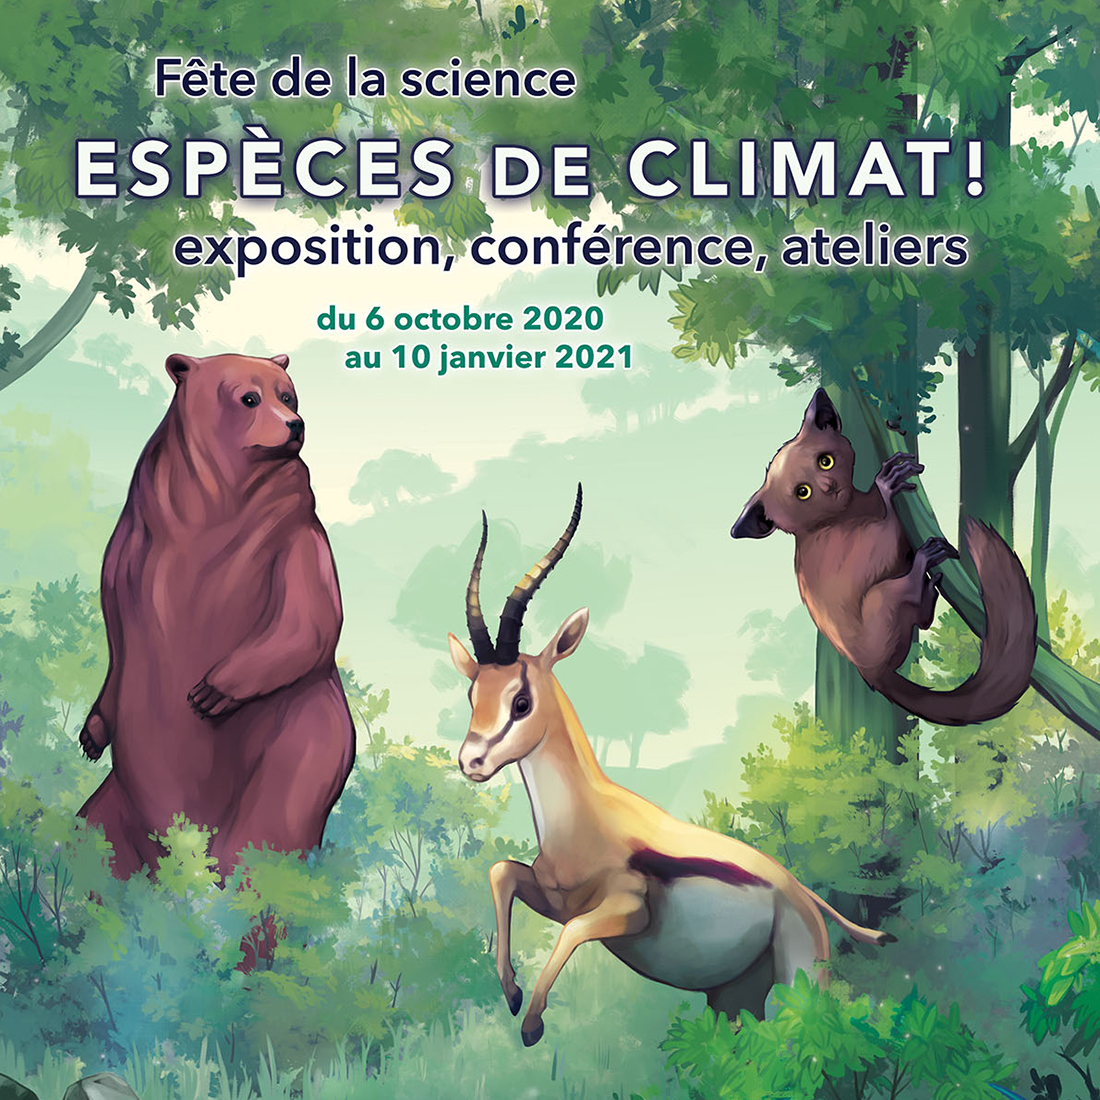 Fête de la science
ESPÈCES DE CLIMAT!
exposition, conférence, ateliers
du 6 octobre 2020
au 10 janvier 2021